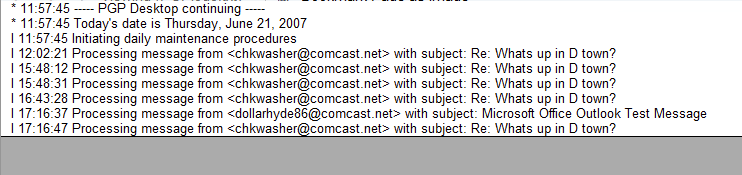 * 11:57:45 ----- PGP Desktop continuing -----
* 11:57:45 Today's date is Thursday, June 21, 2007
I 11:57:45 Initiating daily maintenance procedures
I 12:02:21 Processing message from <chkwasher@comcast.net> with subject: Re: Whats up in D town?
I 15:48:12 Processing message from <chkwasher@comcast.net> with subject: Re: Whats up in D town?
I 15:48:31 Processing message from <chkwasher@comcast.net> with subject: Re: Whats up in D town?
I 16:43:28 Processing message from <chkwasher@comcast.net> with subject: Re: Whats up in D town?
I 17:16:37 Processing message from <dollarhyde86@comcast.net> with subject: Microsoft Office Outlook Test Message
I 17:16:47 Processing message from <chkwasher@comcast.net> with subject: Re: Whats up in D town?